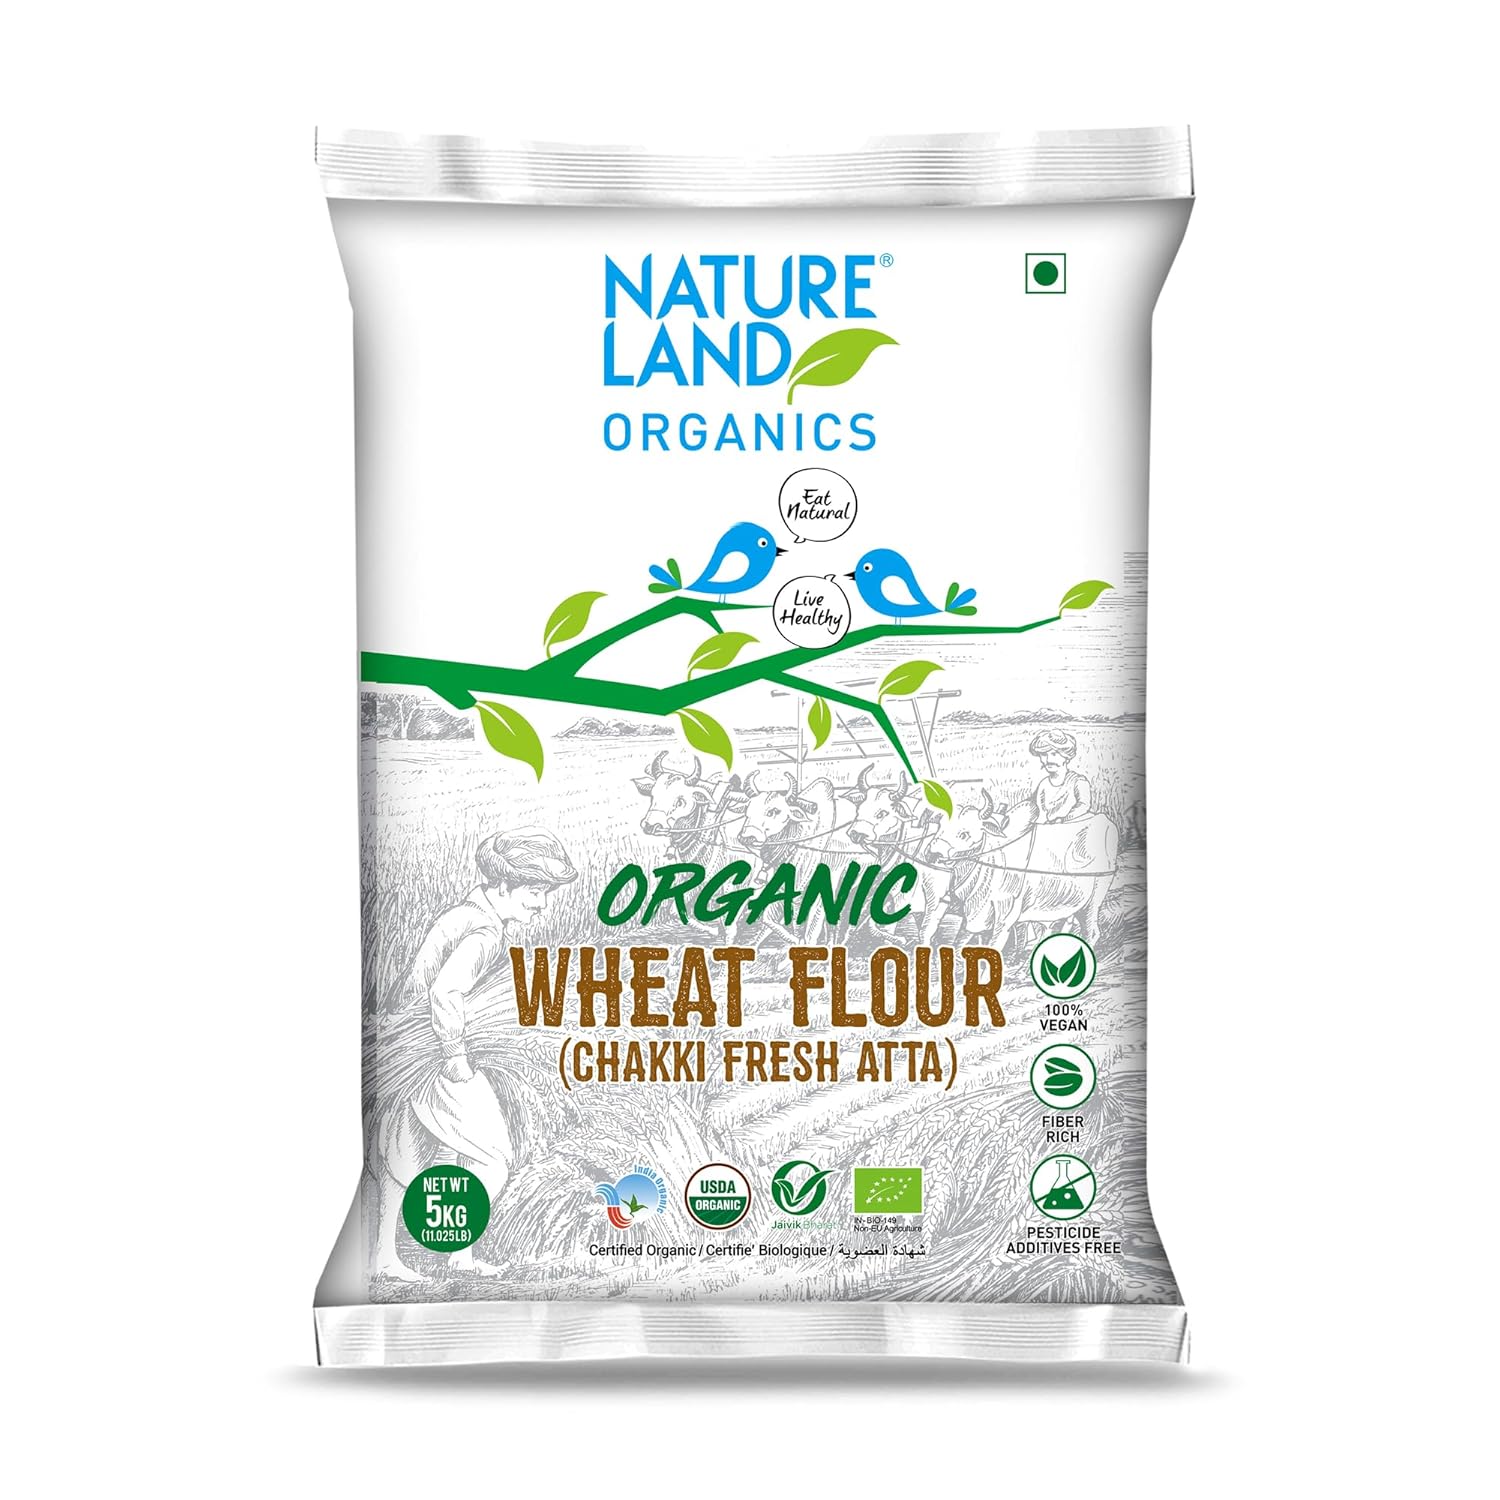 NATURE®
LAND
ORGANICS
Eat
Natural
Live
Healthy
ORGANIC
WHEAT FLOUR
(CHAKKI FRESH ATTA)
100%
VEGAN
FIBER
RICH
PESTICIDE
ADDITIVES FREE
NET WT
5KG
(11.025LB)
India Organic
USDA
ORGANIC
Jaivik Bharat
IN-BIO-149
Non-EU Agriculture
Certified Organic / Certifie' Biologique / شهادة العضوية